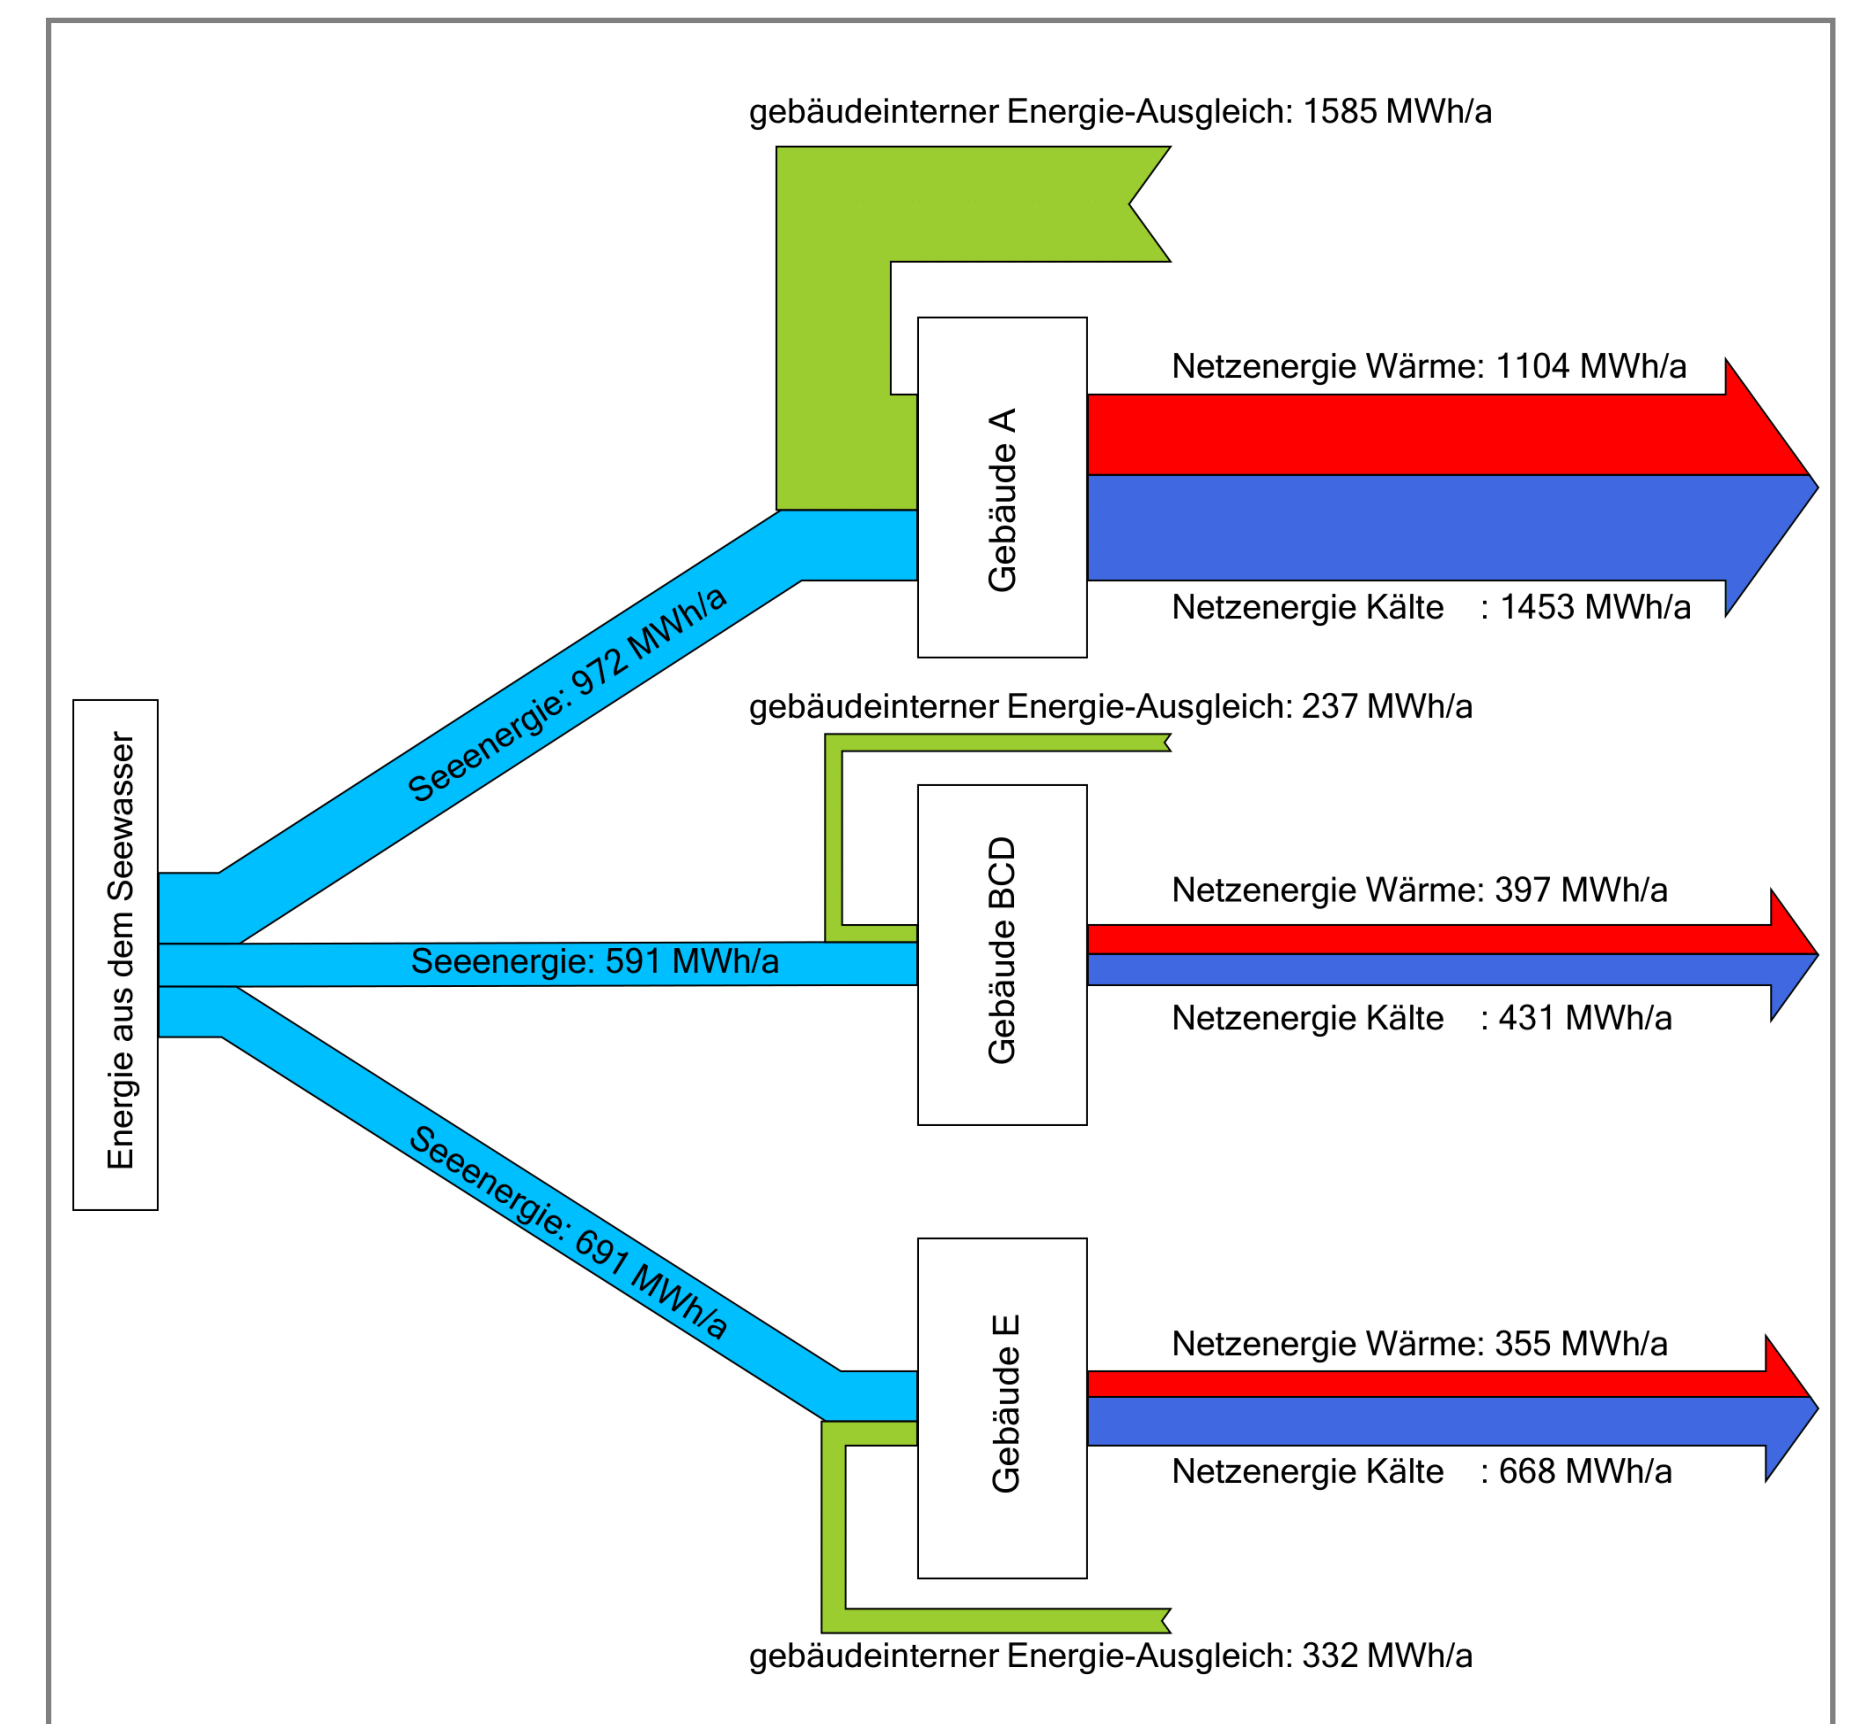 gebäudeinterner Energie-Ausgleich: 1585 MWh/a
Netzenergie Wärme: 1104 MWh/a
Gebäude A
Netzenergie Kälte : 1453 MWh/a
Seeenergie: 972 MWh/a
gebäudeinterner Energie-Ausgleich: 237 MWh/a
Energie aus dem Seewasser
Netzenergie Wärme: 397 MWh/a
Gebäude BCD
Seeenergie: 591 MWh/a
Netzenergie Kälte : 431 MWh/a
Seeenergie: 691 MWh/a
Netzenergie Wärme: 355 MWh/a
Gebäude E
Netzenergie Kälte : 668 MWh/a
gebäudeinterner Energie-Ausgleich: 332 MWh/a